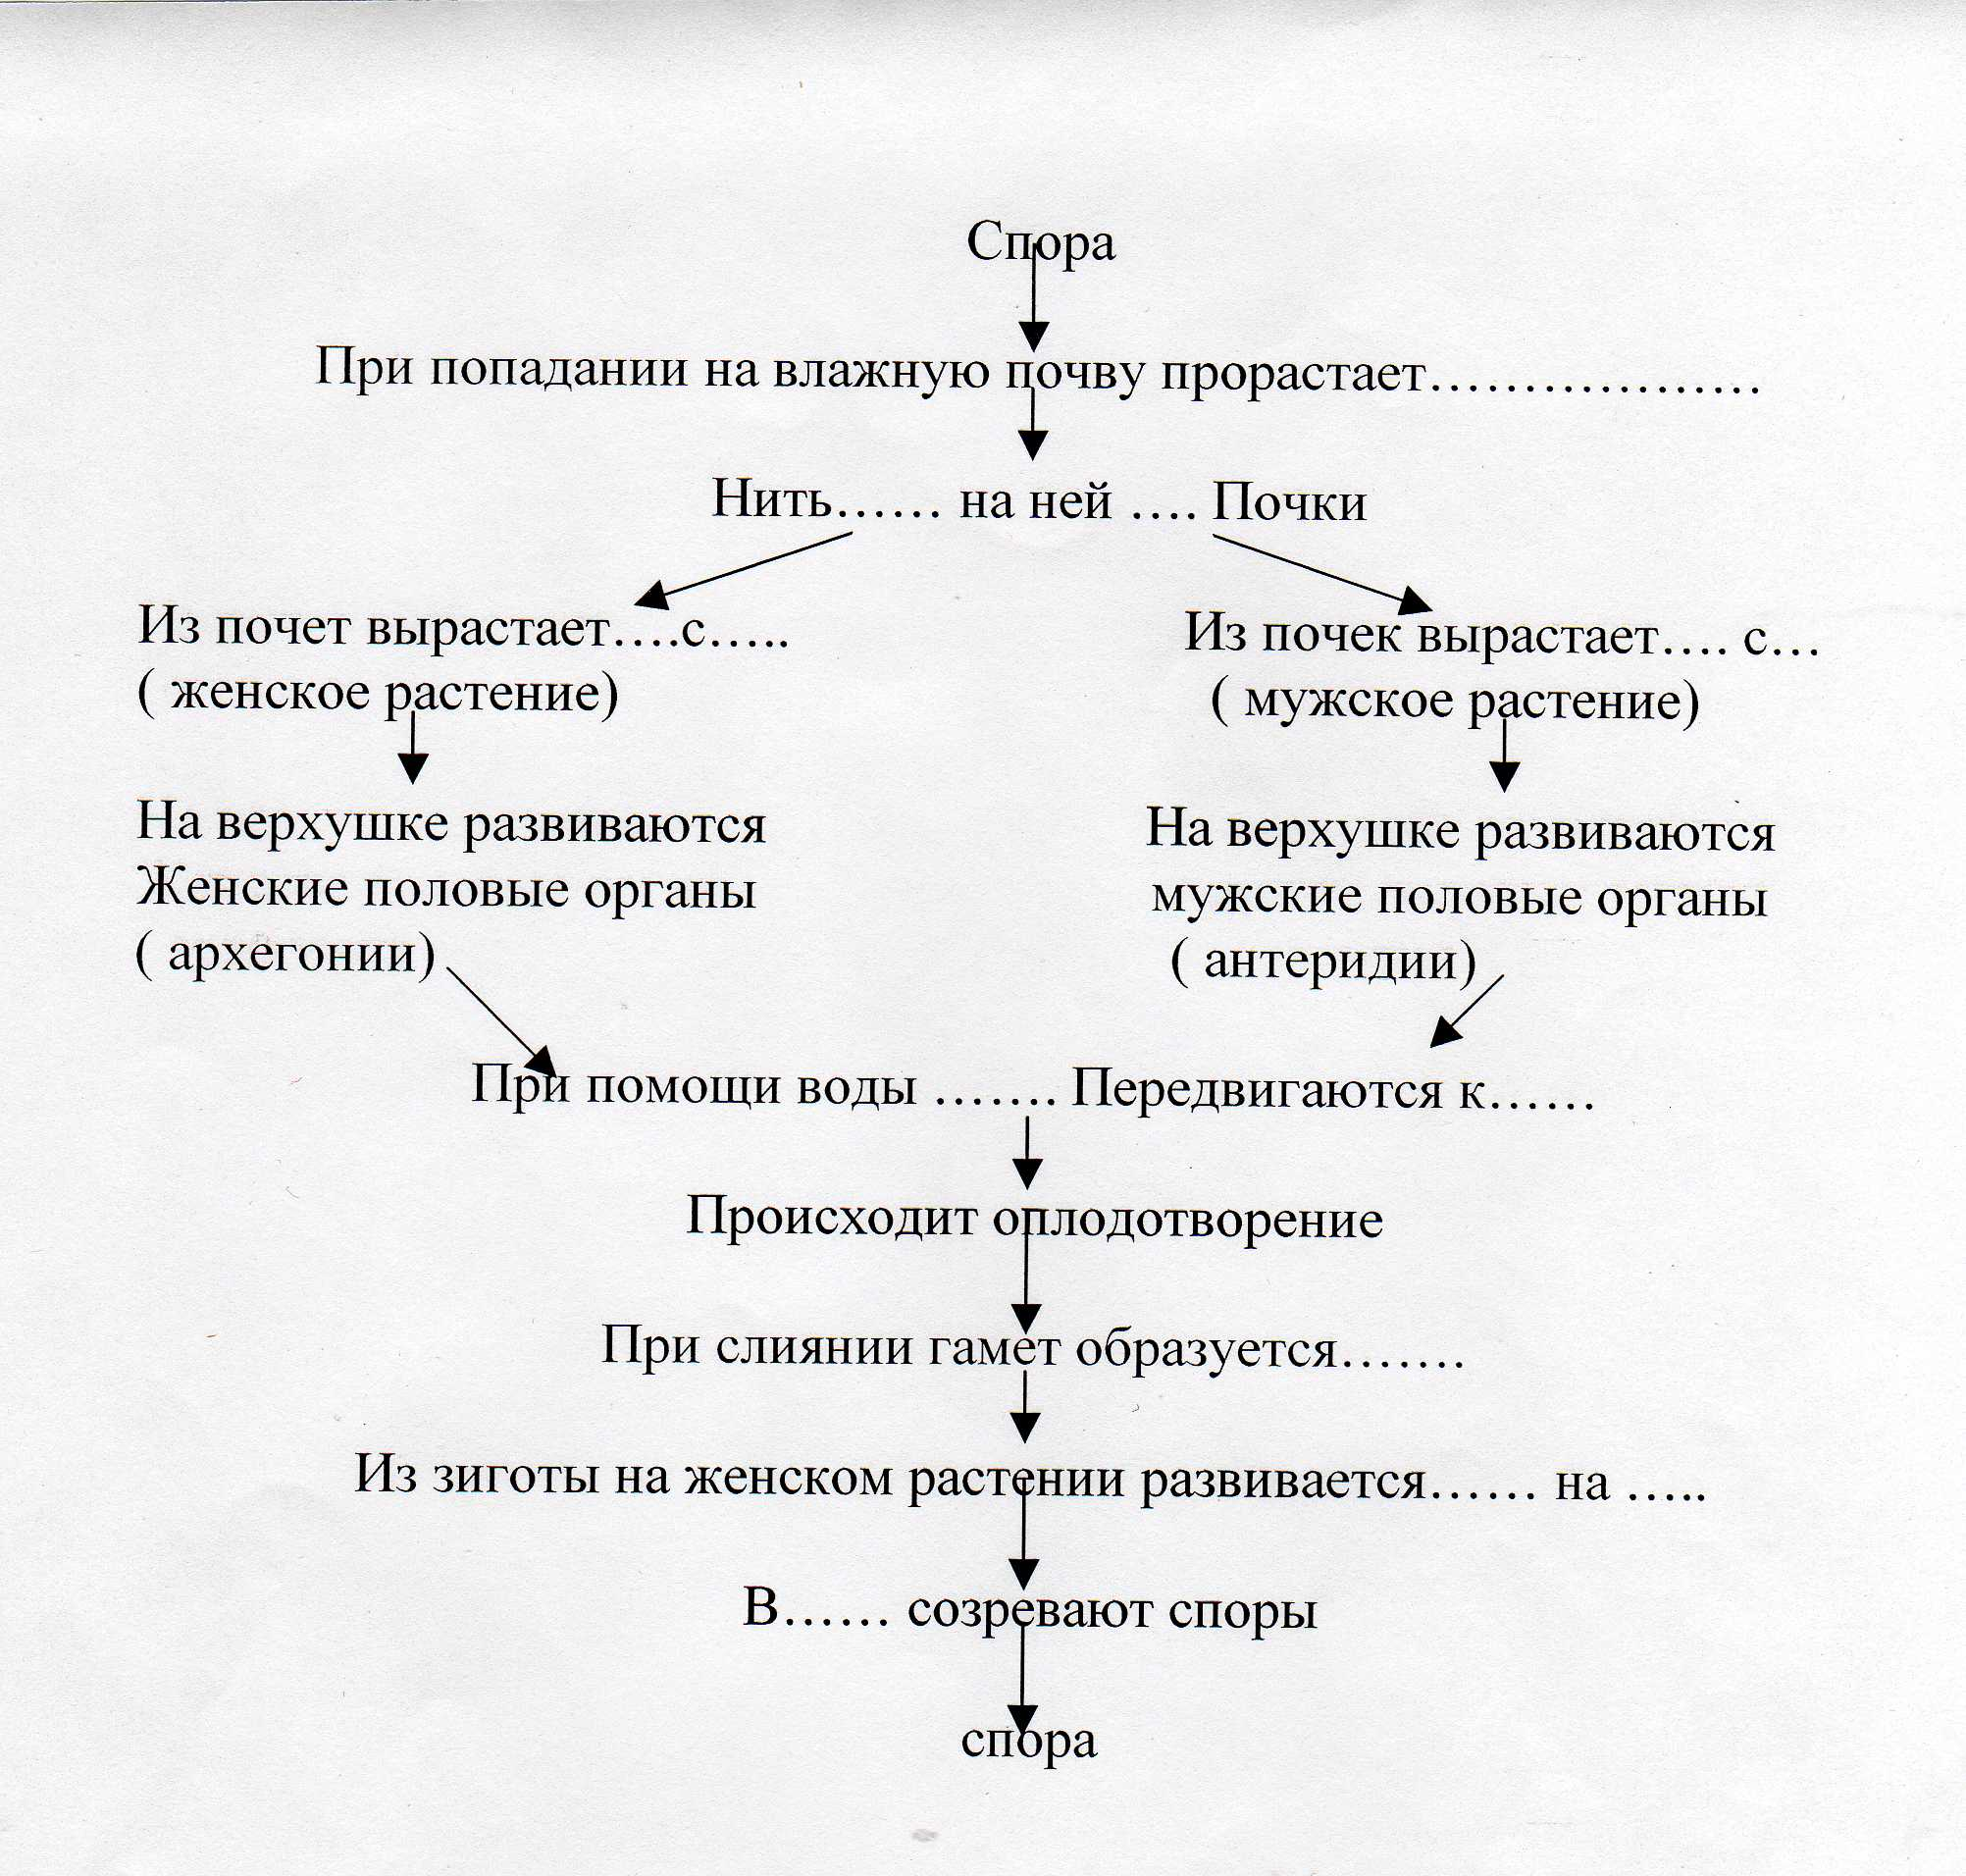 Спора
При попадании на влажную почву прорастает………………
Нить…… на ней …. Почки
Из почет вырастает….с…..
( женское растение)
Из почек вырастает…. с…
( мужское растение)
На верхушке развиваются
Женские половые органы
( архегонии)
На верхушке развиваются
мужские половые органы
( антеридии)
При помощи воды ……. Передвигаются к……
Происходит оплодотворение
При слиянии гамет образуется…….
Из зиготы на женском растении развивается…… на …..
В…… созревают споры
спора